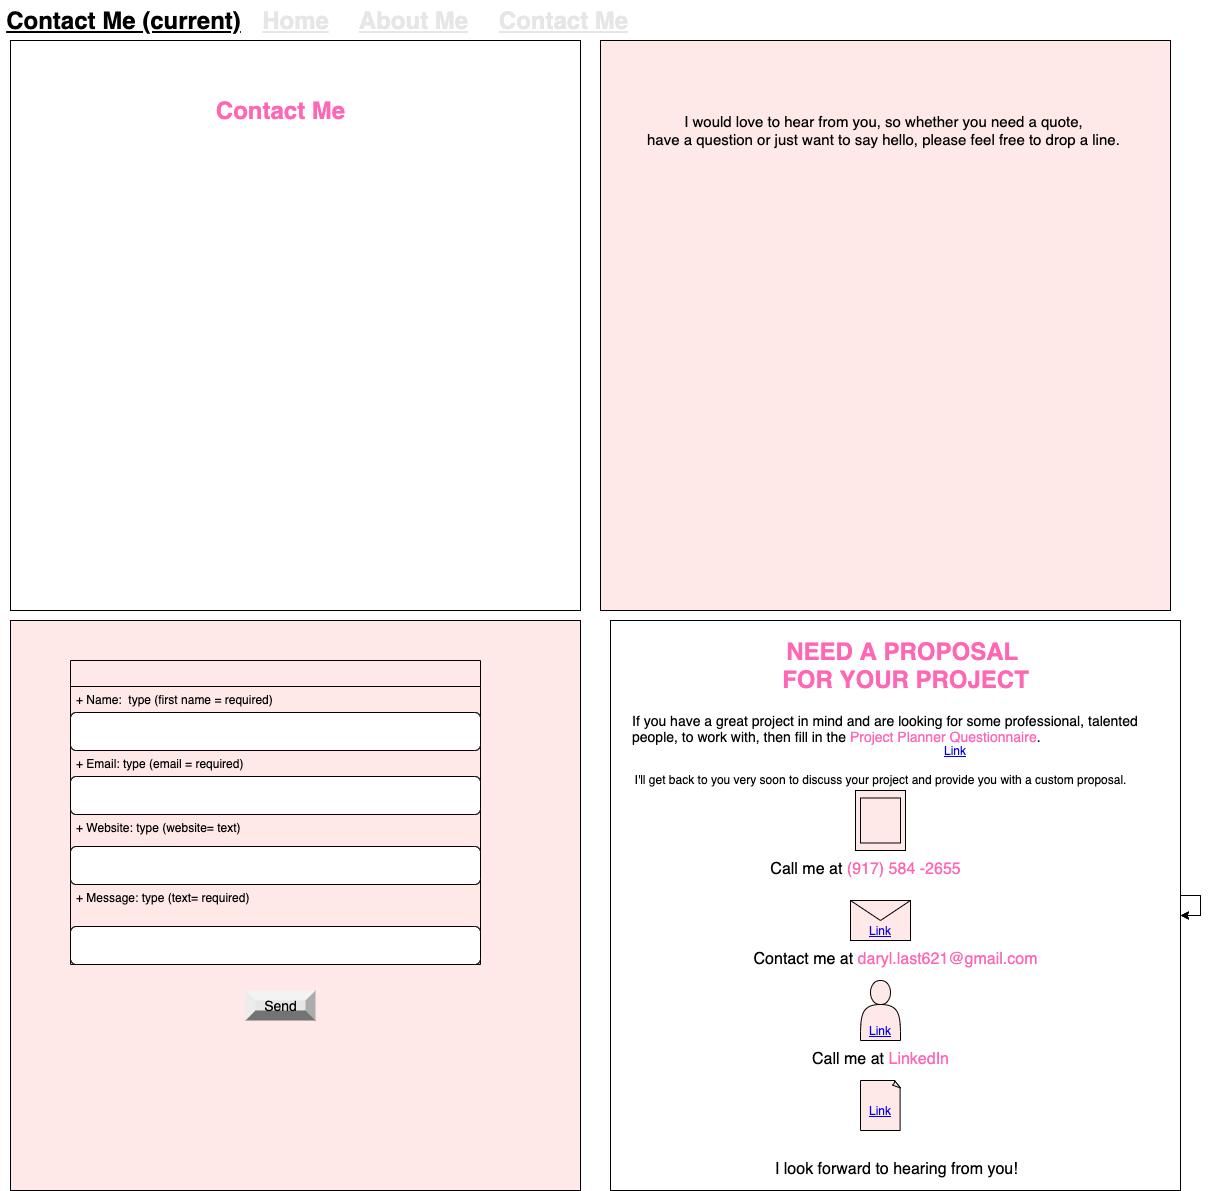 Contact Me (current) Home About Me Contact Me
Contact Me
I would love to hear from you, so whether you need a quote,
have a question or just want to say hello, please feel free to drop a line.
+ Name:  type (first name = required)
+ Email: type (email = required)
+ Website: type (website= text)
+ Message: type (text= required)
Send
NEED A PROPOSAL
FOR YOUR PROJECT
If you have a great project in mind and are looking for some professional, talented
people, to work with, then fill in the Project Planner Questionnaire.
Link
I'll get back to you very soon to discuss your project and provide you with a custom proposal.
Call me at (917) 584 -2655
Link
Contact me at daryl.last621@gmail.com
Link
Call me at LinkedIn
Link
I look forward to hearing from you!